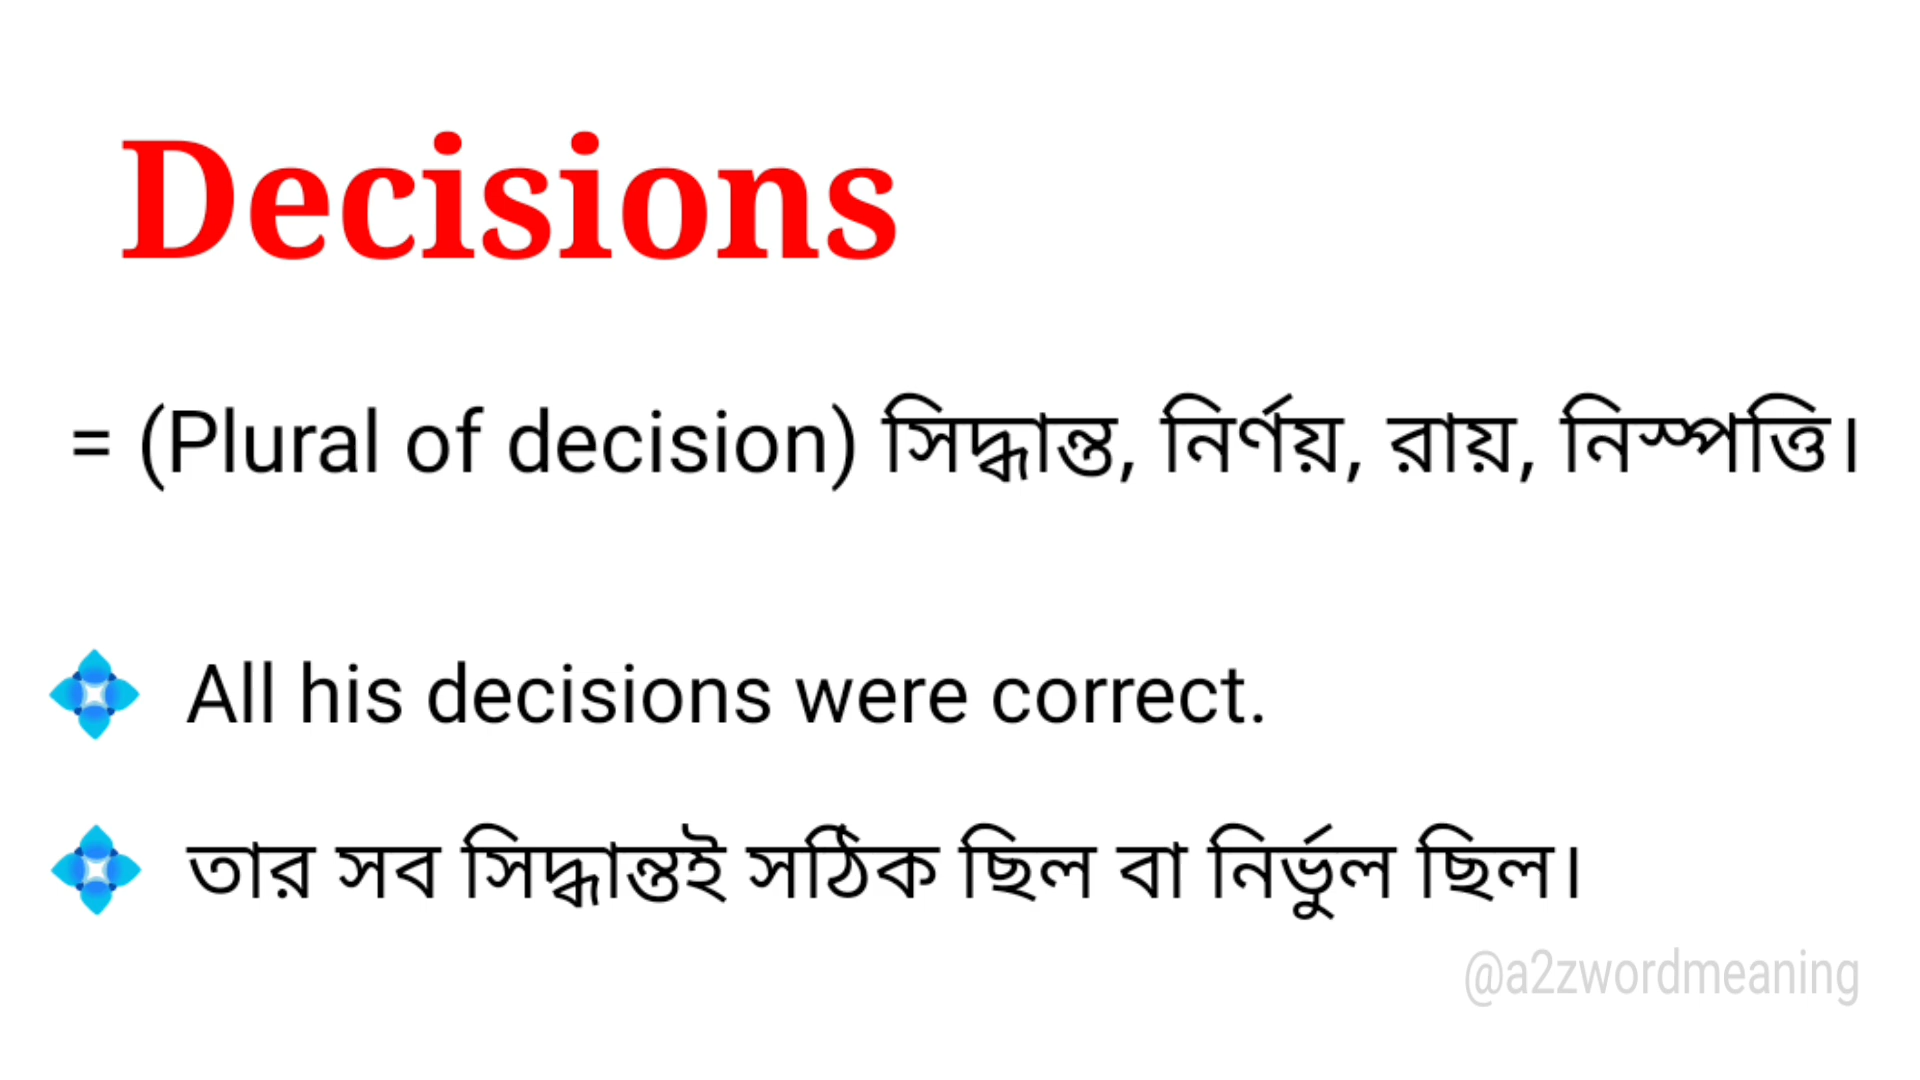 Decisions
= (Plural of decision) সিদ্ধান্ত, নির্ণয়, রায়, নিস্পত্তি।
All his decisions were correct.
তার সব সিদ্ধান্তই সঠিক ছিল বা নির্ভুল ছিল।
@a2zwordmeaning